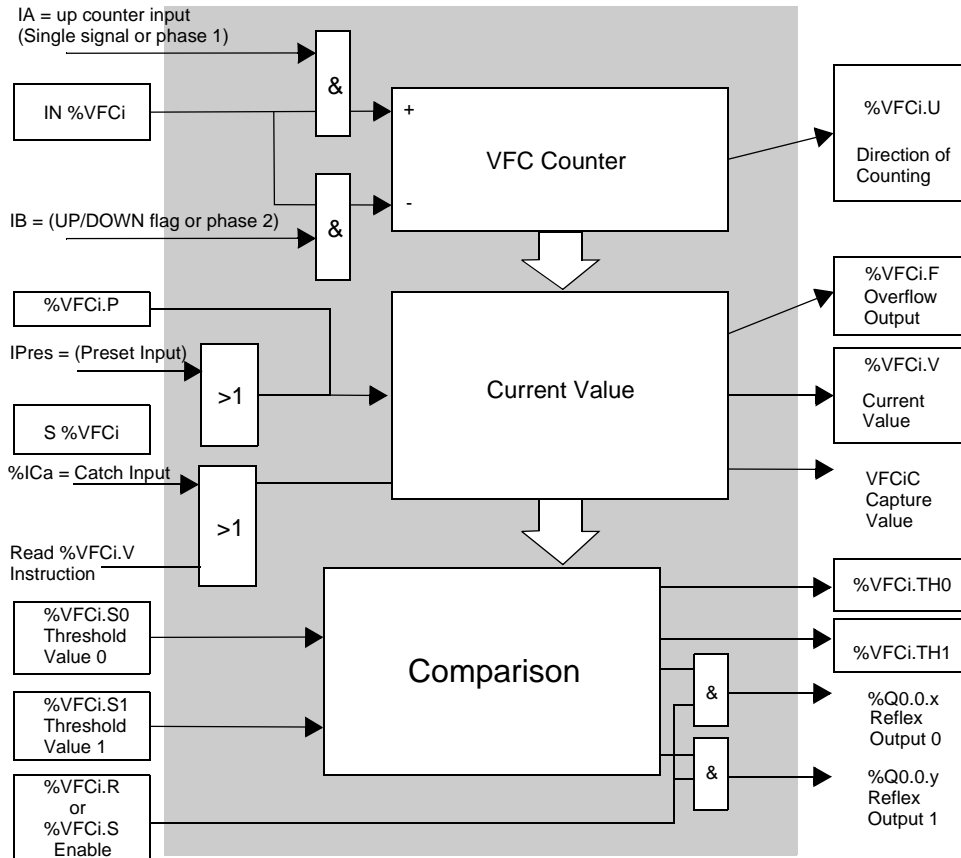 IA = up counter input
(Single signal or phase 1)
&
IN %VFCi
+
VFC Counter
-
%VFCi.U
Direction of
Counting
IB = (UP/DOWN flag or phase 2)
&
%VFCi.P
%VFCi.F
Overflow
Output
IPres = (Preset Input)
>1
Current Value
%VFCi.V
Current
Value
S %VFCi
%ICa = Catch Input
>1
VFCiC
Capture
Value
Read %VFCi.V
Instruction
%VFCi.S0
Threshold
Value 0
Comparison
%VFCi.TH0
%VFCi.TH1
&
%Q0.0.x
Reflex
Output 0
%VFCi.S1
Threshold
Value 1
&
%Q0.0.y
Reflex
Output 1
%VFCi.R
or
%VFCi.S
Enable